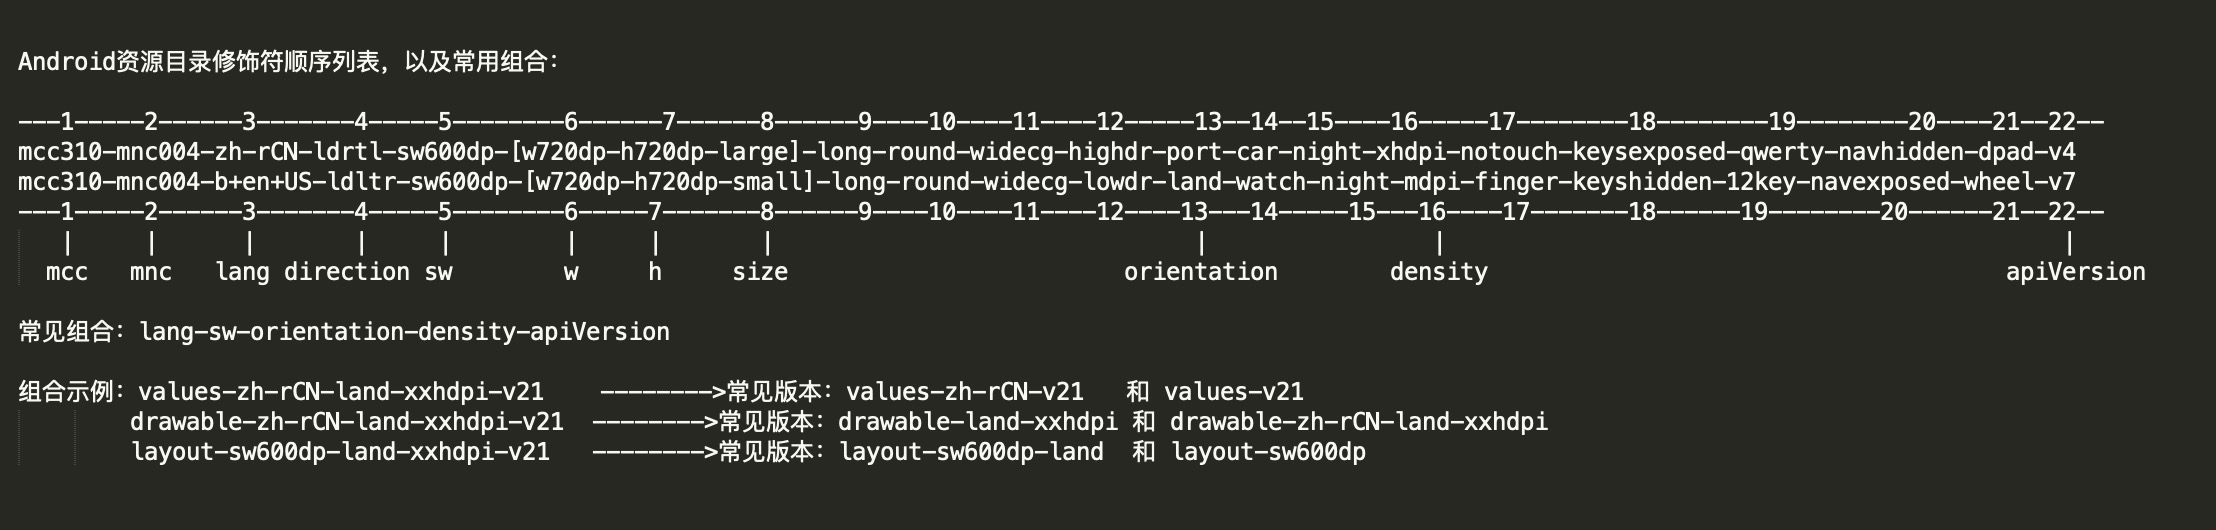 Android资源目录修饰符顺序列表，以及常用组合：
---1-----2------3-------4-----5--------6------7------8------9----10----11----12-----13--14--15----16-----17--------18--------19--------20----21--22--
mcc310-mnc004-zh-rCN-ldrtl-sw600dp-[w720dp-h720dp-large]-long-round-widecg-highdr-port-car-night-xhdpi-notouch-keysexposed-qwerty-navhidden-dpad-v4
mcc310-mnc004-b+en+US-ldltr-sw600dp-[w720dp-h720dp-small]-long-round-widecg-lowdr-land-watch-night-mdpi-finger-keyshidden-12key-navexposed-wheel-v7
---1-----2------3-------4-----5--------6-----7-------8------9----10----11----12----13---14-----15---16----17-------18-------19--------20------21--22--
| | | | | | | | | | |
mcc mnc lang direction sw w h size orientation density apiVersion
常见组合：lang-sw-orientation-density-apiVersion
组合示例：values-zh-rCN-land-xxhdpi-v21 -------->常见版本：values-zh-rCN-v21 和 values-v21
drawable-zh-rCN-land-xxhdpi-v21 -------->常见版本：drawable-land-xxhdpi 和 drawable-zh-rCN-land-xxhdpi
layout-sw600dp-land-xxhdpi-v21 -------->常见版本：layout-sw600dp-land 和 layout-sw600dp